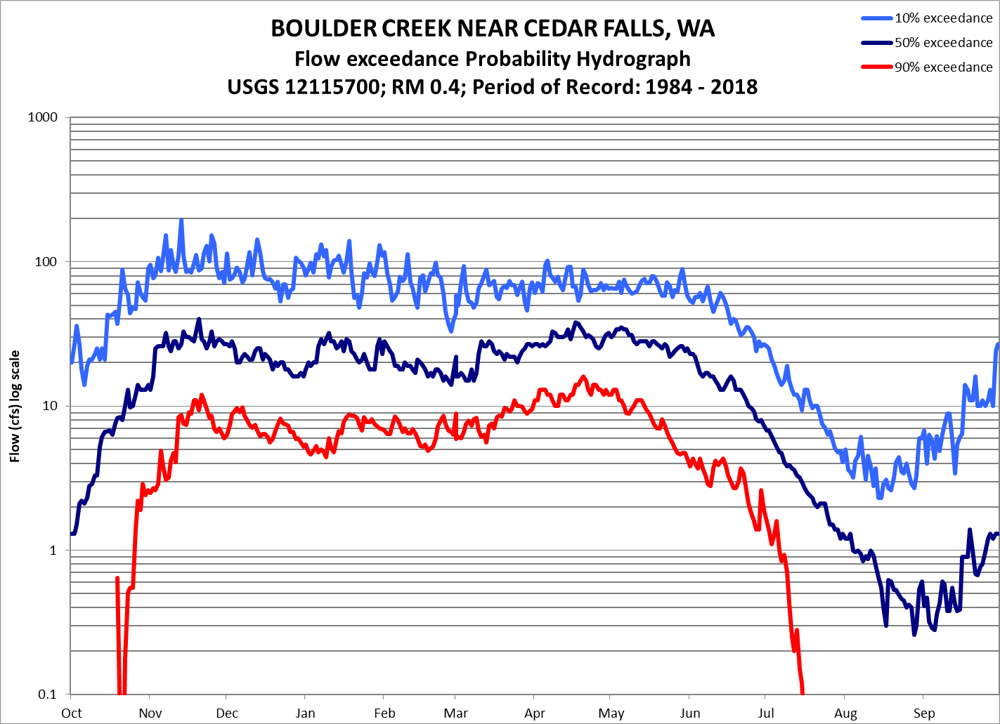 BOULDER CREEK NEAR CEDAR FALLS, WA
Flow exceedance Probability Hydrograph
USGS 12115700; RM 0.4; Period of Record: 1984 - 2018
10% exceedance
50% exceedance
90% exceedance
Flow (cfs) log scale
1000
100
10
1
0.1
Oct Nov Dec Jan Feb Mar Apr May Jun Jul Aug Sep